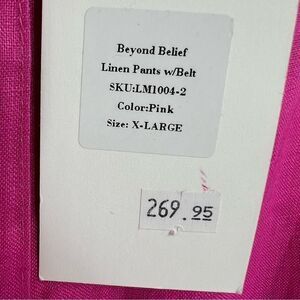 Beyond Belief
Linen Pants w/Belt
SKU:LM1004-2
Color:Pink
Size: X-LARGE
269.95